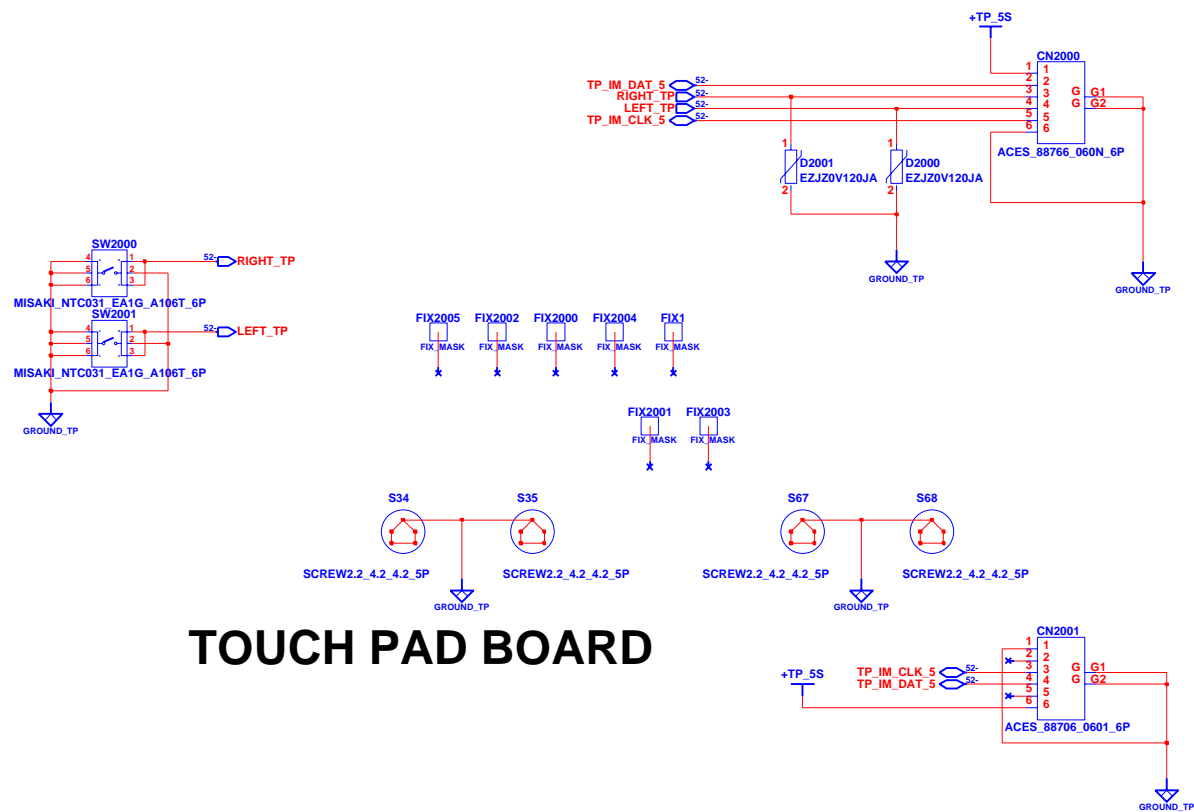 +TP_5S
CN2000
TP_IM_DAT_5 52-
RIGHT_TP 52-
LEFT_TP 52-
TP_IM_CLK_5 52-
1 1
2 2
3 3 G G1
4 4 G G2
5 5
6 6
ACES_88766_060N_6P
1 D2001 EZJZ0V120JA 2
1 D2000 EZJZ0V120JA 2
GROUND_TP
GROUND_TP
SW2000
4 1 52- RIGHT_TP
5 2
6 3
MISAKI_NTC031_EA1G_A106T_6P
SW2001
4 1 52- LEFT_TP
5 2
6 3
MISAKI_NTC031_EA1G_A106T_6P
GROUND_TP
FIX2005 FIX2002 FIX2000 FIX2004 FIX1
FIX_MASK FIX_MASK FIX_MASK FIX_MASK FIX_MASK
FIX2001 FIX2003
FIX_MASK FIX_MASK
S34 S35 S67 S68
SCREW2.2_4.2_4.2_5P SCREW2.2_4.2_4.2_5P SCREW2.2_4.2_4.2_5P SCREW2.2_4.2_4.2_5P
GROUND_TP GROUND_TP
TOUCH PAD BOARD
CN2001
+TP_5S
TP_IM_CLK_5 52-
TP_IM_DAT_5 52-
1 1
2 2
3 3 G G1
4 4 G G2
5 5
6 6
ACES_88706_0601_6P
GROUND_TP